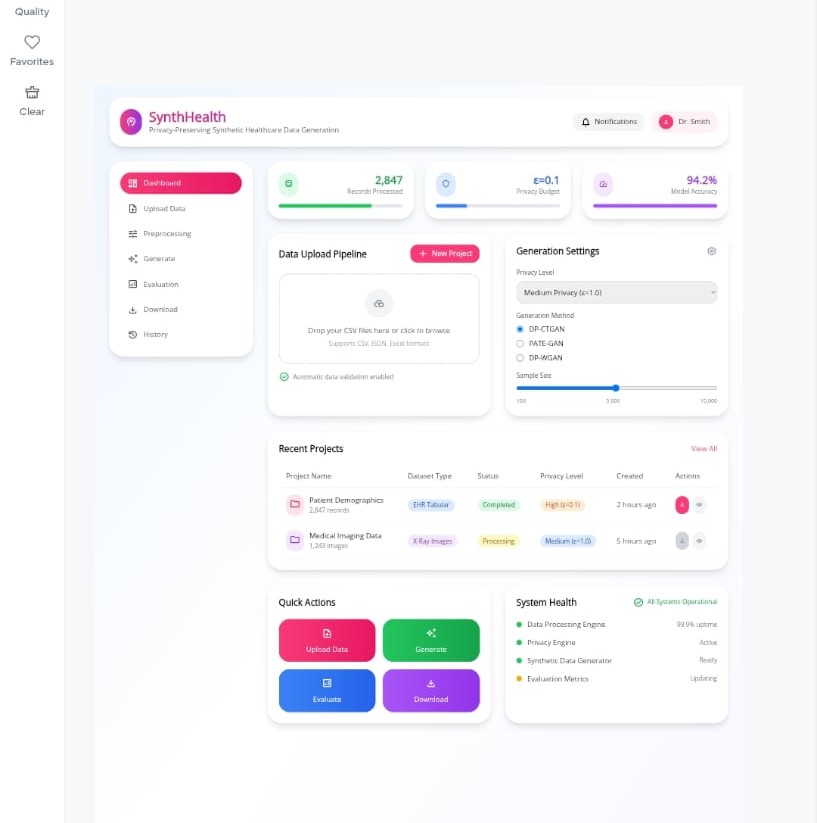 Quality
Favorites
Clear
SynthHealth
Privacy-Preserving Synthetic Healthcare Data Generation
Notifications
Dr. Smith
Dashboard
Upload Data
Preprocessing
Generate
Evaluation
Download
History
2,847
Records Processed
ε=0.1
Privacy Budget
94.2%
Model Accuracy
Data Upload Pipeline
New Project
Drop your CSV files here or click to browse
Supports CSV, JSON, Excel formats
Automatic data validation enabled
Generation Settings
Privacy Level
Medium Privacy (ε=1.0)
Generation Method
DP-CTGAN
PATE-GAN
DP-WGAN
Sample Size
100 5,000 10,000
Recent Projects
View All
Project Name Dataset Type Status Privacy Level Created Actions
Patient Demographics EHR Tabular Completed High (ε=0.1) 2 hours ago
2,847 records
Medical Imaging Data X-Ray Images Processing Medium (ε=1.0) 5 hours ago
1,243 images
Quick Actions
Upload Data
Generate
Evaluate
Download
System Health
All Systems Operational
Data Processing Engine 99.9% uptime
Privacy Engine Active
Synthetic Data Generator Ready
Evaluation Metrics Updating